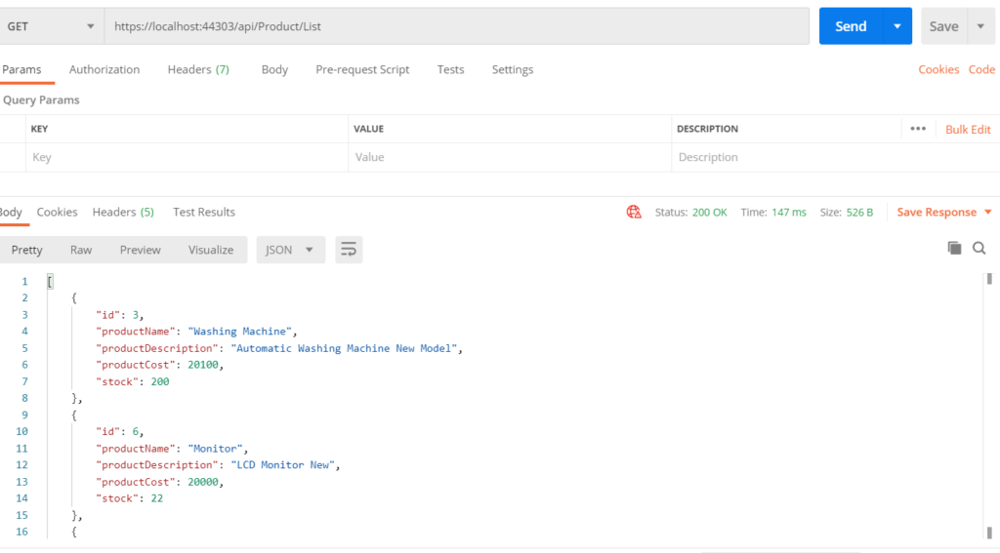 GET https://localhost:44303/api/Product/List Send Save
Params Authorization Headers (7) Body Pre-request Script Tests Settings Cookies Code
Query Params
KEY VALUE DESCRIPTION ••• Bulk Edit
Key Value Description
Body Cookies Headers (5) Test Results Status: 200 OK Time: 147 ms Size: 526 B Save Response
Pretty Raw Preview Visualize JSON
1 [
2 {
3 "id": 3,
4 "productName": "Washing Machine",
5 "productDescription": "Automatic Washing Machine New Model",
6 "productCost": 20100,
7 "stock": 200
8 },
9 {
10 "id": 6,
11 "productName": "Monitor",
12 "productDescription": "LCD Monitor New",
13 "productCost": 20000,
14 "stock": 22
15 },
16 {